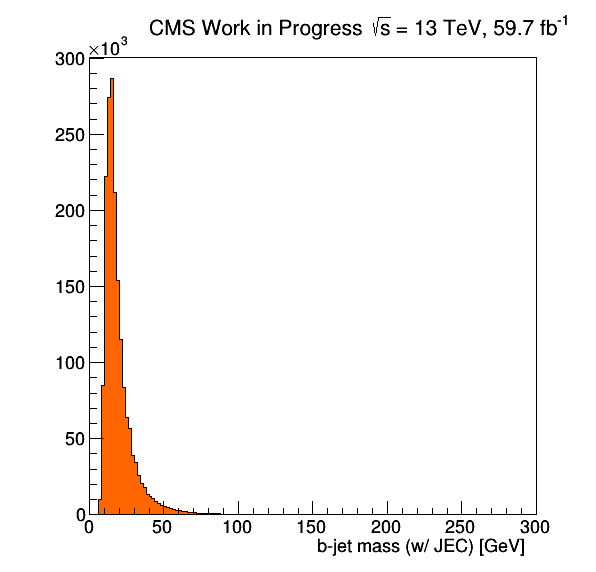 CMS Work in Progress √s = 13 TeV, 59.7 fb⁻¹
×10³
300
250
200
150
100
50
0
0 50 100 150 200 250 300
b-jet mass (w/ JEC) [GeV]